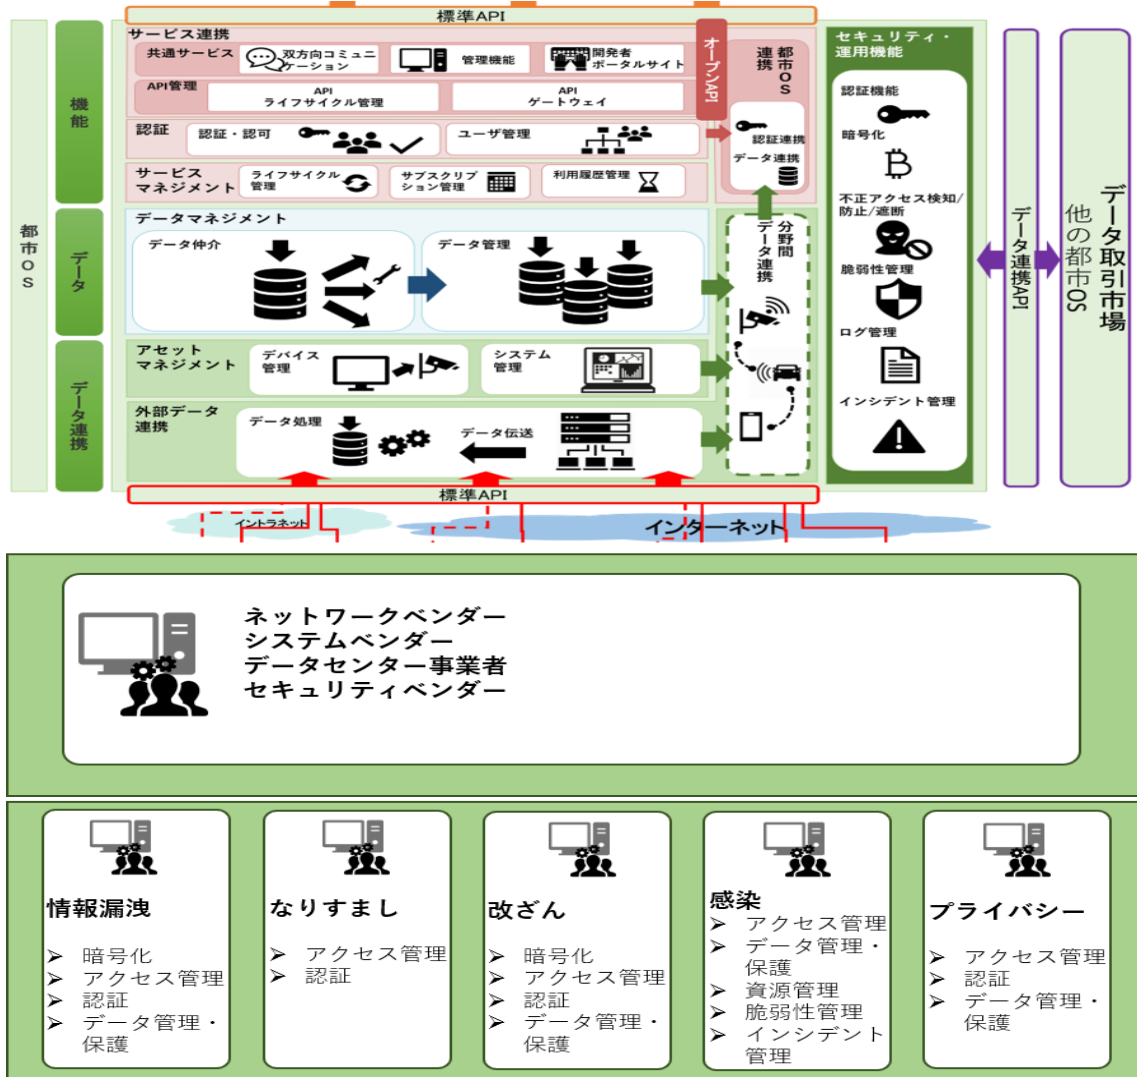 標準API
都市OS
機能
データ
データ連携
サービス連携
共通サービス
双方向コミュニ
ケーション
管理機能
開発者
ポータルサイト
API管理
API
ライフサイクル管理
API
ゲートウェイ
オープンAPI
認証
認証・認可
ユーザ管理
サービス
マネジメント
ライフサイクル
管理
サブスクリプ
ション管理
利用履歴管理
都市OS
連携
認証連携
データ連携
データマネジメント
データ仲介
データ管理
分野間
データ連携
アセット
マネジメント
デバイス
管理
システム
管理
外部データ
連携
データ処理
データ伝送
標準API
イントラネット
インターネット
セキュリティ・
運用機能
認証機能
暗号化
不正アクセス検知/
防止/遮断
脆弱性管理
ログ管理
インシデント管理
データ連携API
データ取引市場
他の都市OS
ネットワークベンダー
システムベンダー
データセンター事業者
セキュリティベンダー
情報漏洩
➢ 暗号化
➢ アクセス管理
➢ 認証
➢ データ管理・
保護
なりすまし
➢ アクセス管理
➢ 認証
改ざん
➢ 暗号化
➢ アクセス管理
➢ 認証
➢ データ管理・
保護
感染
➢ アクセス管理
➢ データ管理・
保護
➢ 資源管理
➢ 脆弱性管理
➢ インシデント
管理
プライバシー
➢ アクセス管理
➢ 認証
➢ データ管理・
保護